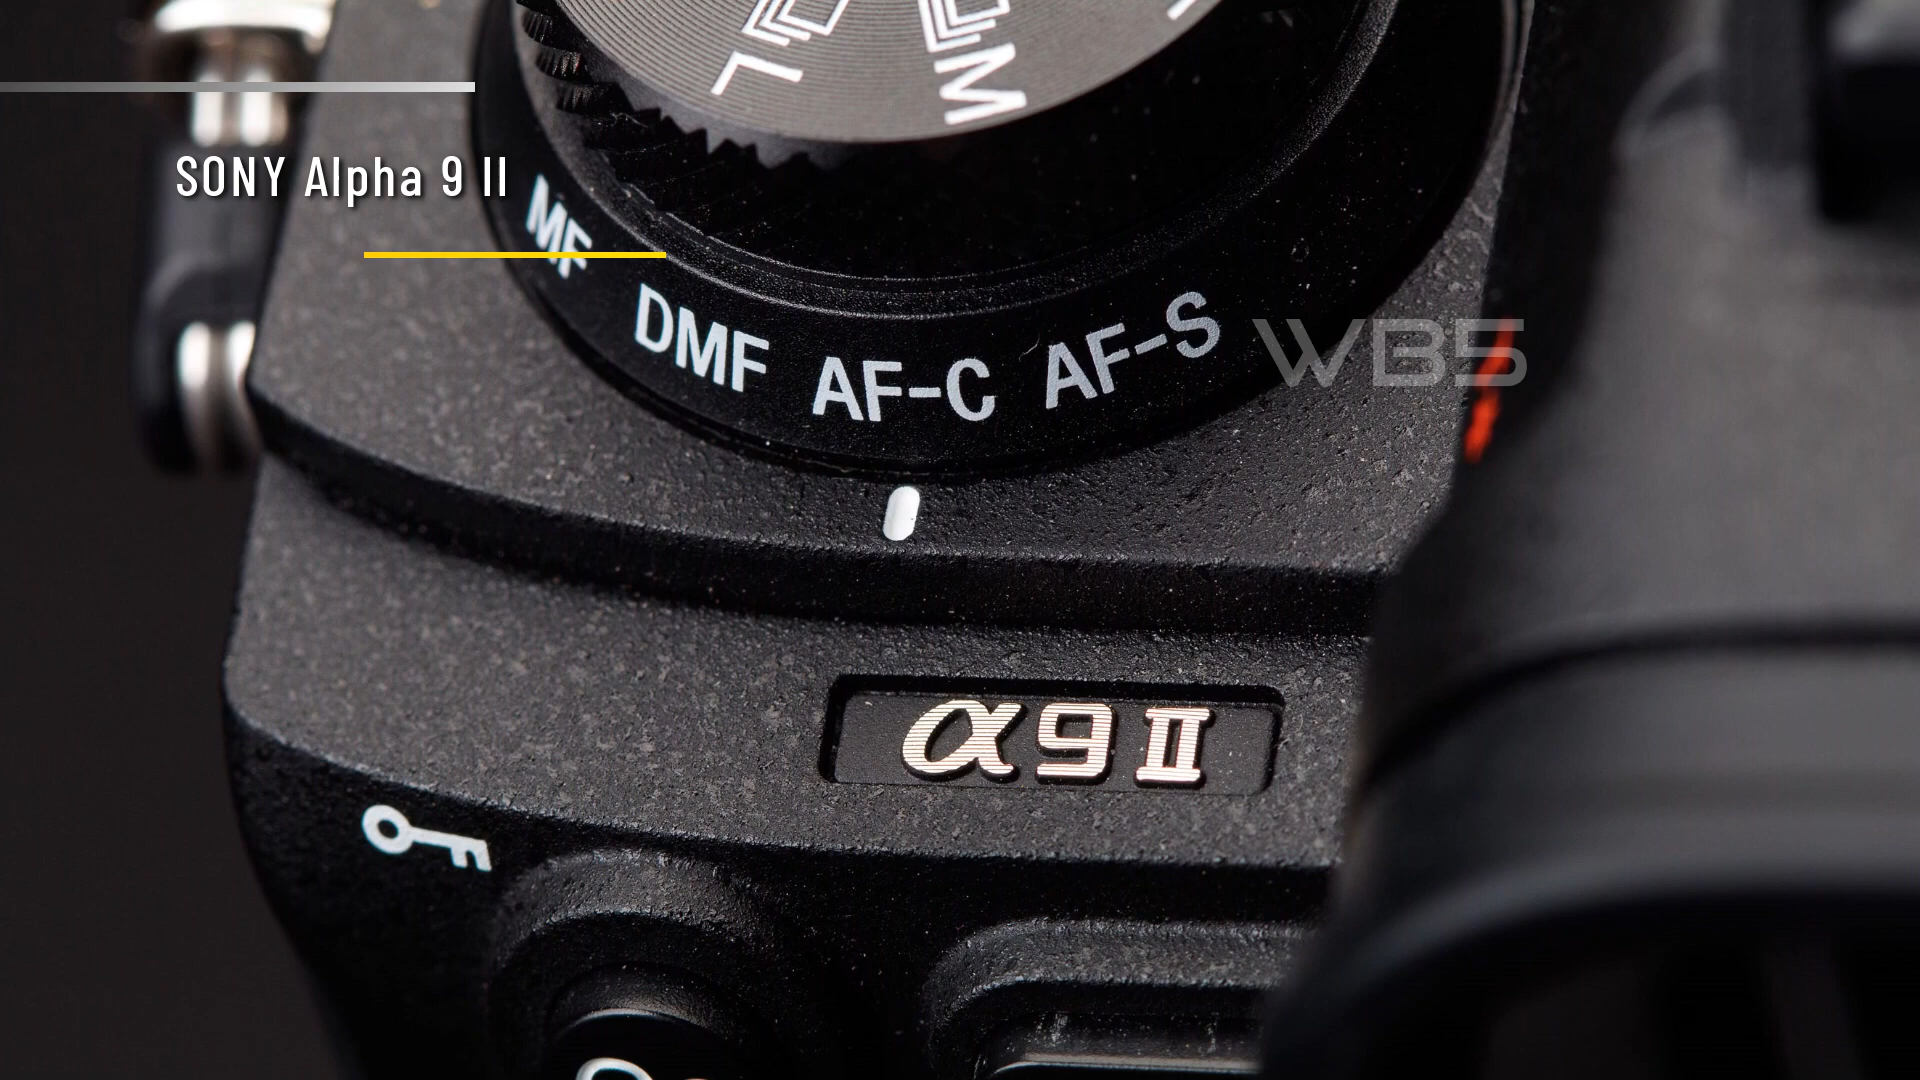 L
M
SONY Alpha 9 II
MF DMF AF-C AF-S
WB5
α9 II